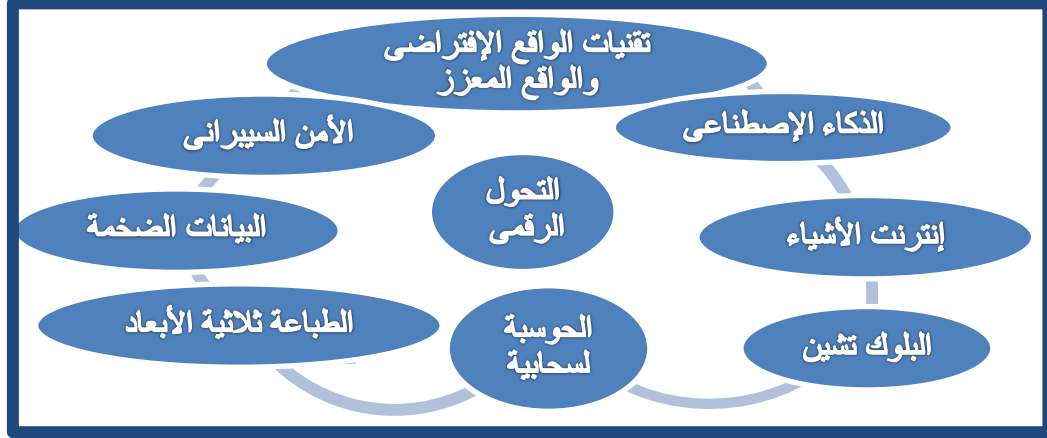 تقنيات الواقع الإفتراضى
والواقع المعزز
الذكاء الإصطناعى
الأمن السيبرانى
التحول
الرقمى
إنترنت الأشياء
البيانات الضخمة
الحوسبة
لسحابية
البلوك تشين
الطباعة ثلاثية الأبعاد